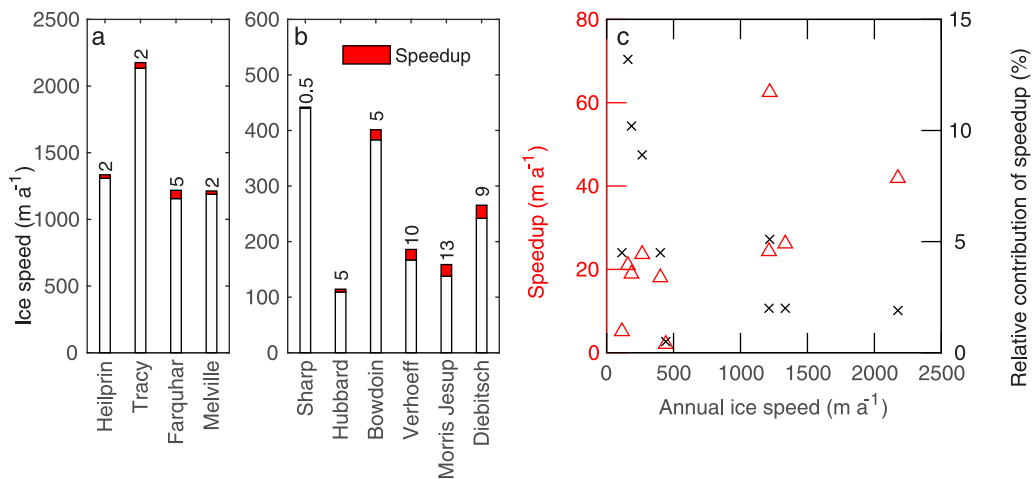 a
Ice speed (m a⁻¹)
2500
2000
1500
1000
500
0
2
2
5
2
Heilprin
Tracy
Farquhar
Melville
b
Speedup
600
500
400
300
200
100
0
0.5
5
5
10
13
9
Sharp
Hubbard
Bowdoin
Verhoeff
Morris Jesup
Diebitsch
c
Speedup (m a⁻¹)
80
60
40
20
0
0
500
1000
1500
2000
2500
Annual ice speed (m a⁻¹)
15
10
5
0
Relative contribution of speedup (%)